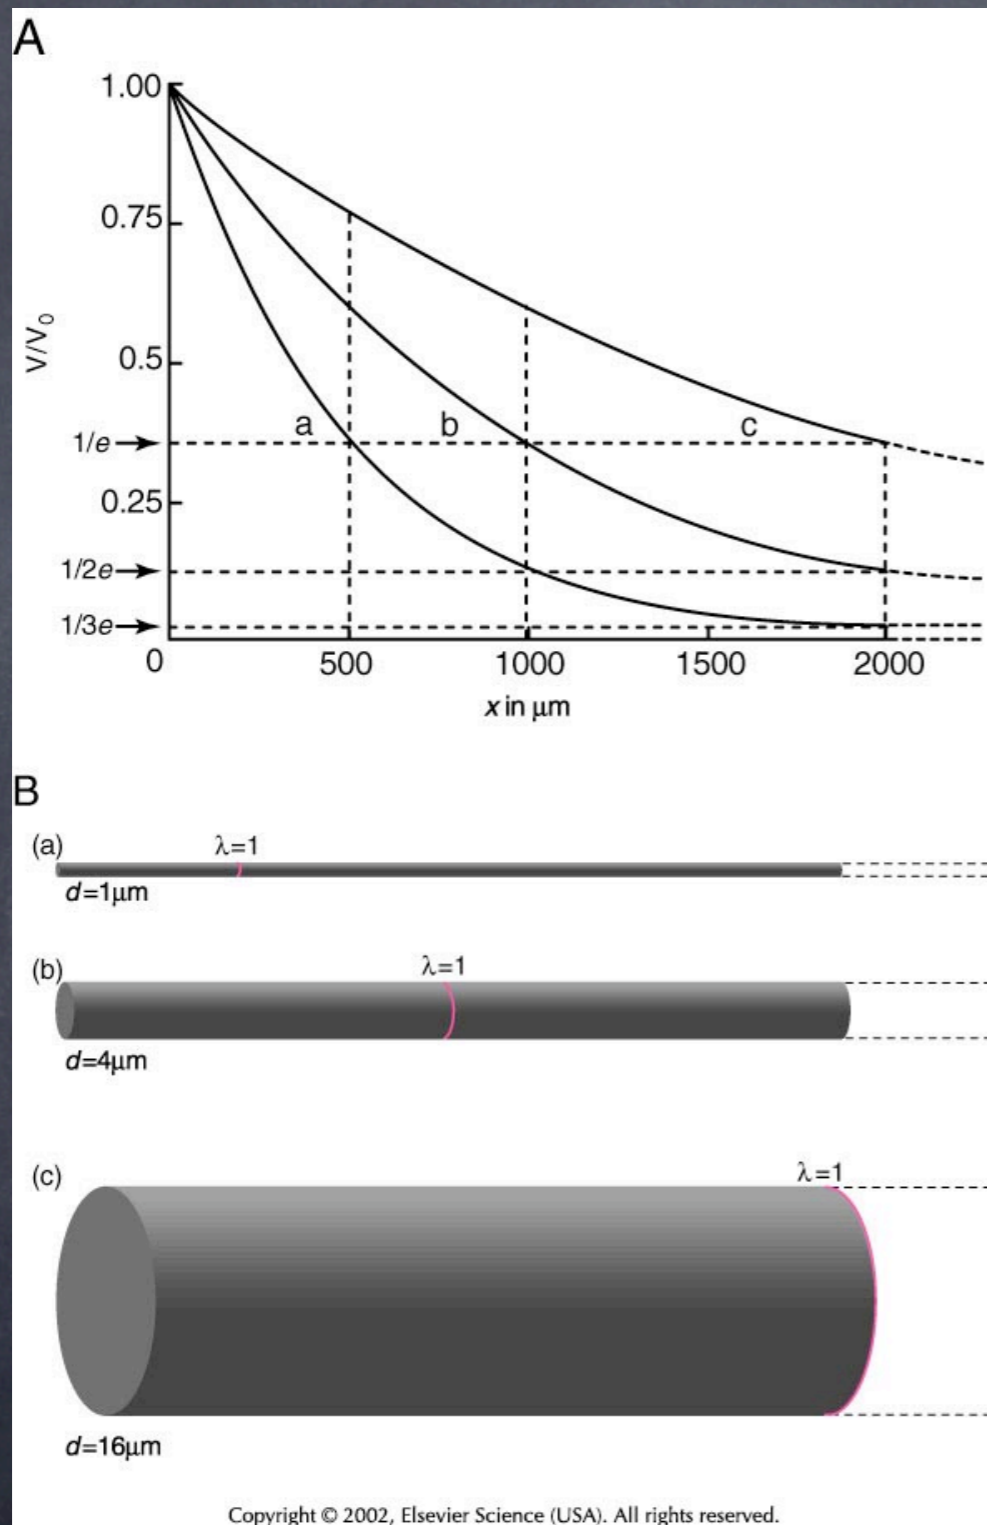 A
1.00
0.75
0.5
0.25
V/V₀
1/e
1/2e
1/3e
a b c
0 500 1000 1500 2000
x in μm
B
(a) λ=1
d=1μm
(b) λ=1
d=4μm
(c) λ=1
d=16μm
Copyright © 2002, Elsevier Science (USA). All rights reserved.